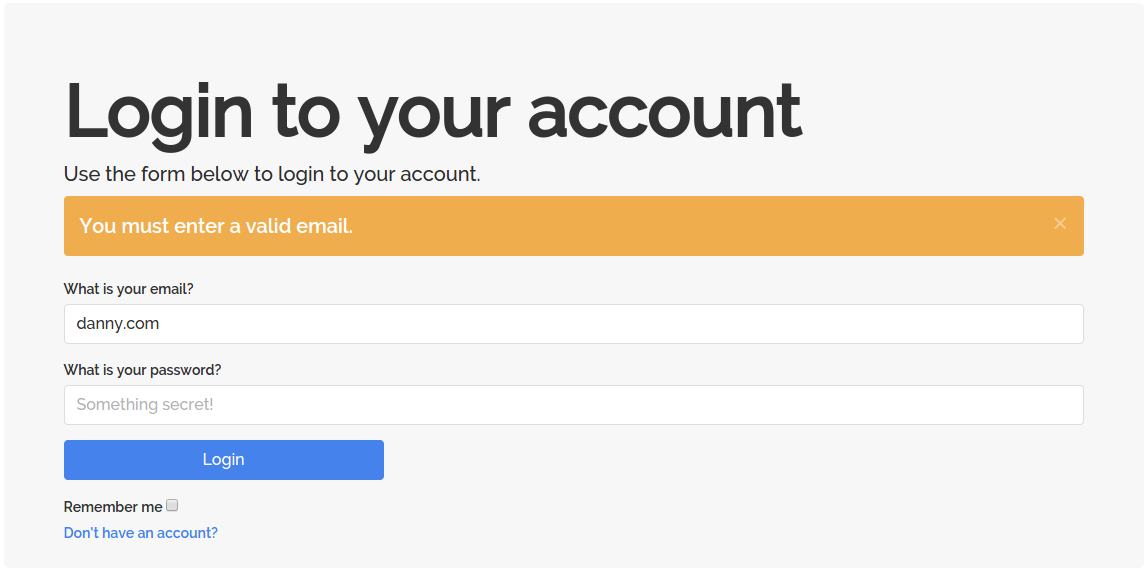 Login to your account
Use the form below to login to your account.
You must enter a valid email. ×
What is your email?
danny.com
What is your password?
Something secret!
Login
Remember me
Don't have an account?